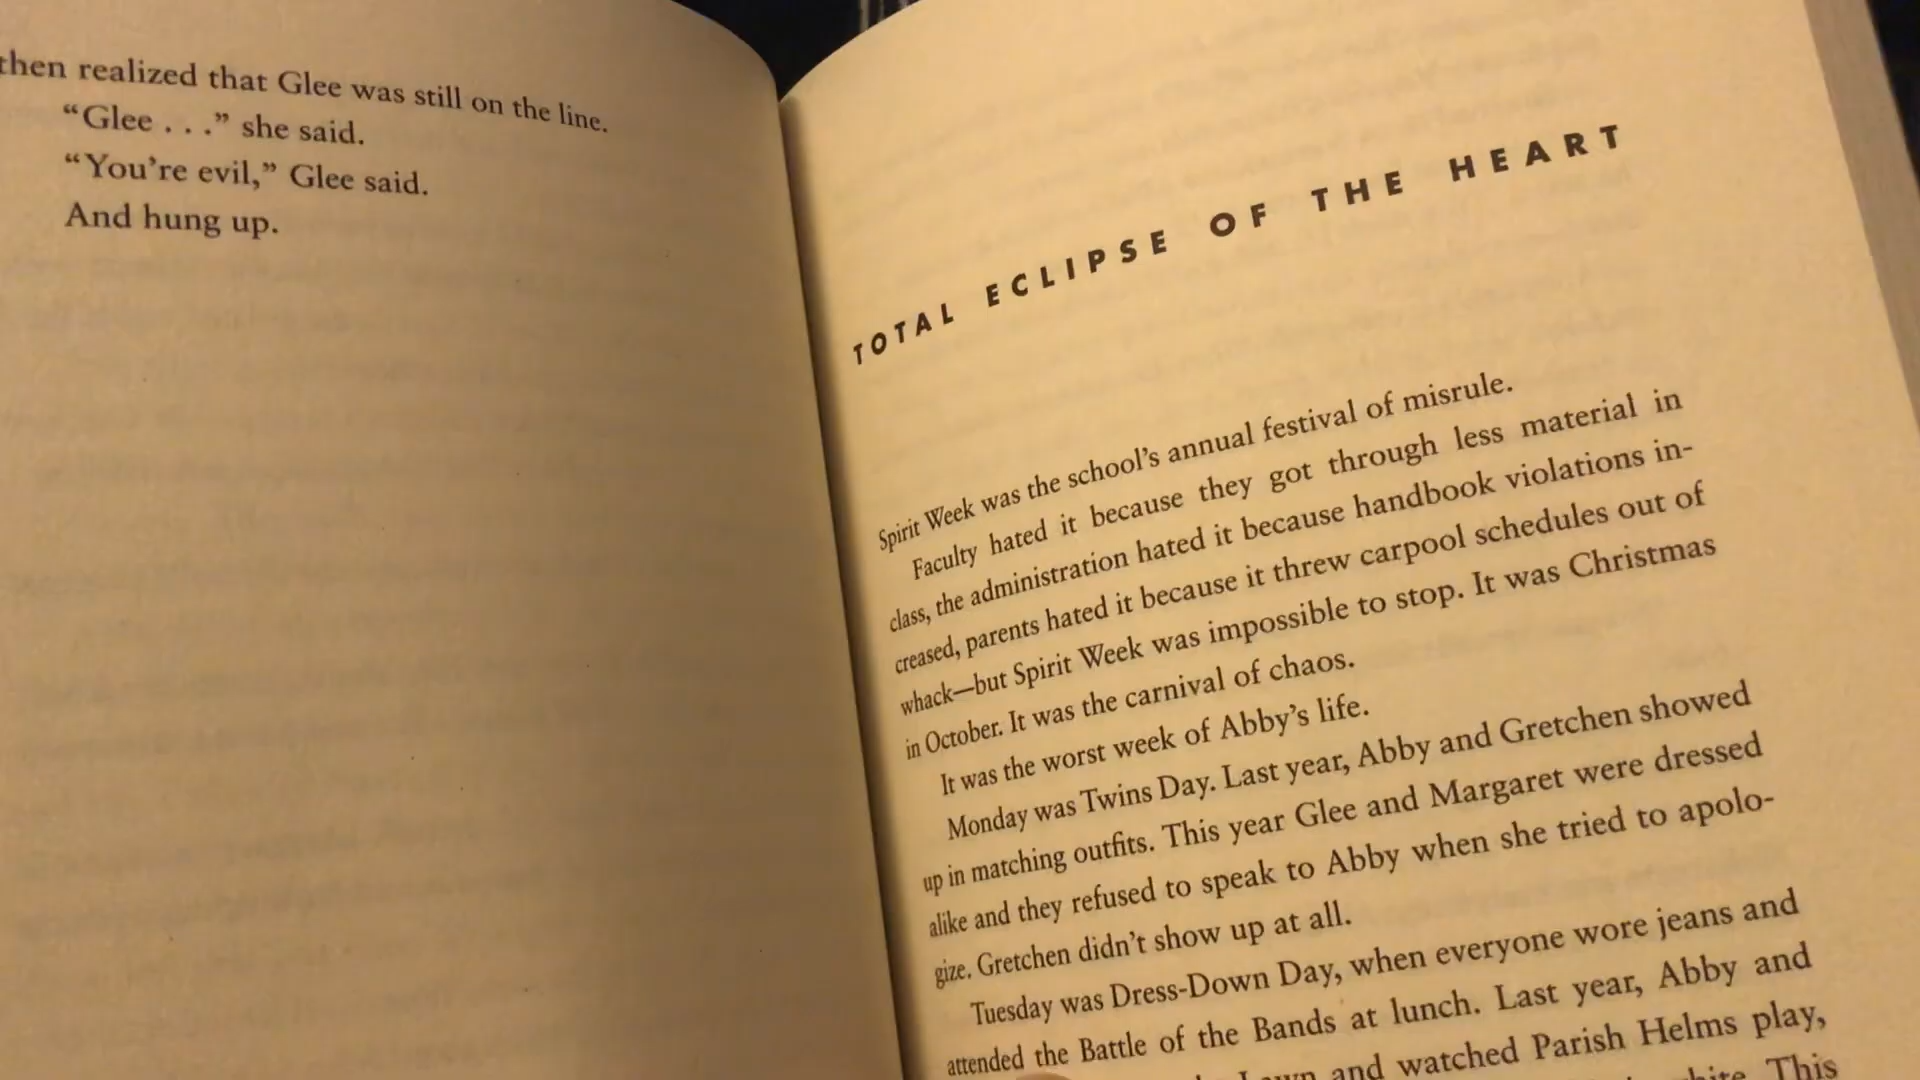 then realized that Glee was still on the line.
“Glee . . .” she said.
“You’re evil,” Glee said.
And hung up.
TOTAL ECLIPSE OF THE HEART
Spirit Week was the school’s annual festival of misrule.
Faculty hated it because they got through less material in
class, the administration hated it because handbook violations in-
creased, parents hated it because it threw carpool schedules out of
whack—but Spirit Week was impossible to stop. It was Christmas
in October. It was the carnival of chaos.
It was the worst week of Abby’s life.
Monday was Twins Day. Last year, Abby and Gretchen showed
up in matching outfits. This year Glee and Margaret were dressed
alike and they refused to speak to Abby when she tried to apolo-
gize. Gretchen didn’t show up at all.
Tuesday was Dress-Down Day, when everyone wore jeans and
attended the Battle of the Bands at lunch. Last year, Abby and
and watched Parish Helms play,
This